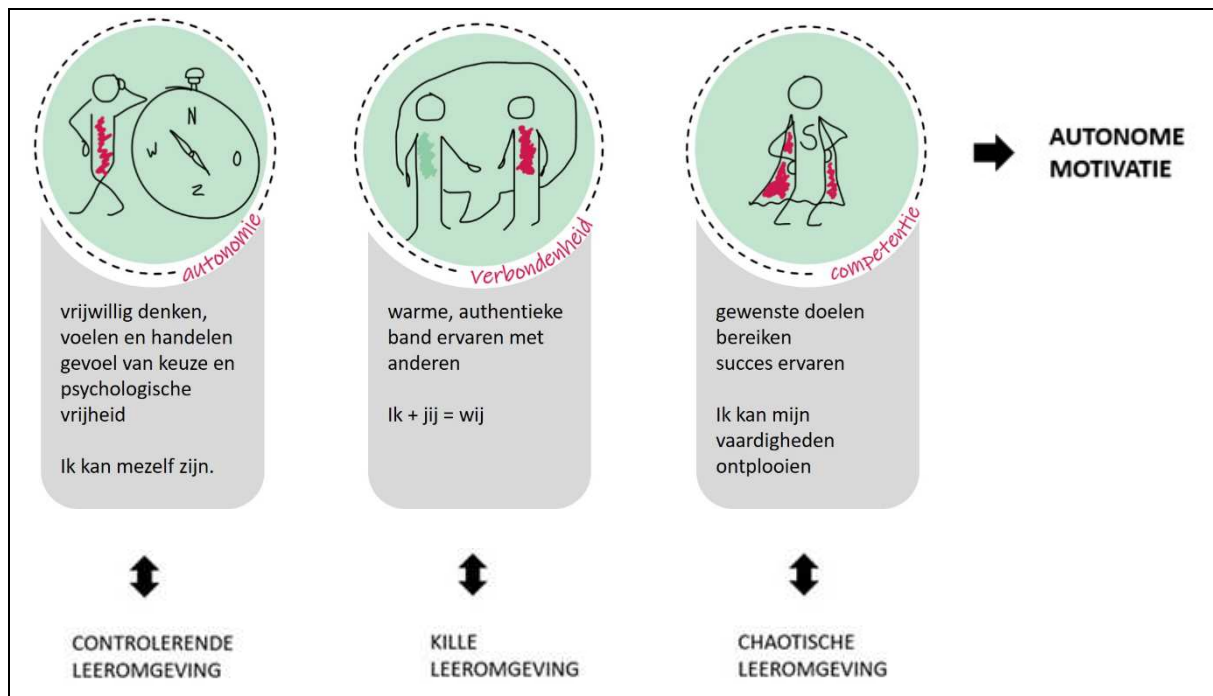 N
W
O
Z
autonomie
vrijwillig denken,
voelen en handelen
gevoel van keuze en
psychologische
vrijheid
Ik kan mezelf zijn.
CONTROLERENDE
LEEROMGEVING
verbondenheid
warme, authentieke
band ervaren met
anderen
Ik + jij = wij
KILLE
LEEROMGEVING
S
competentie
gewenste doelen
bereiken
succes ervaren
Ik kan mijn
vaardigheden
ontplooien
CHAOTISCHE
LEEROMGEVING
AUTONOME
MOTIVATIE